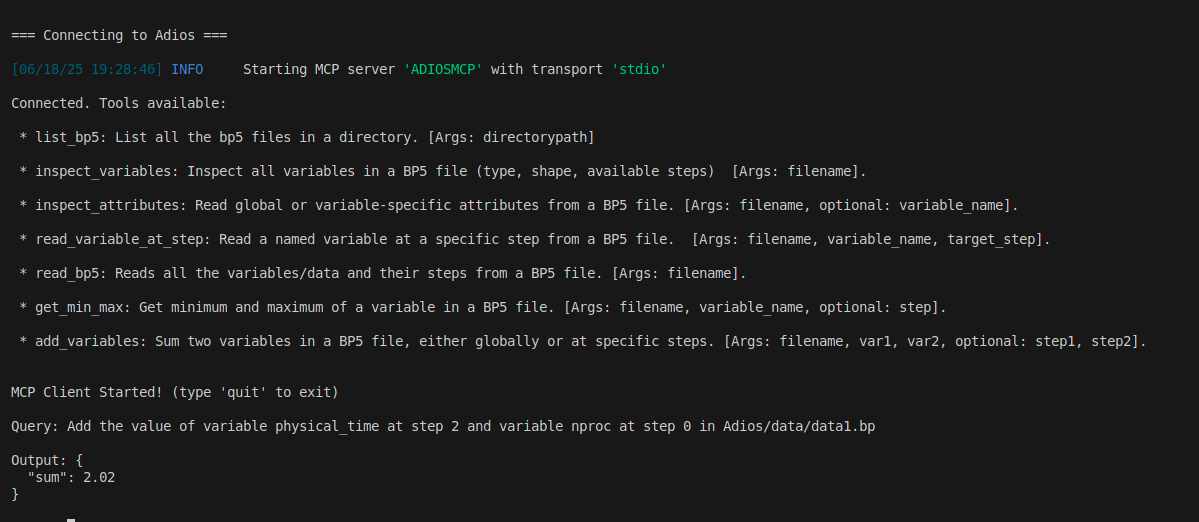 === Connecting to Adios ===
[06/18/25 19:28:46] INFO     Starting MCP server 'ADIOSMCP' with transport 'stdio'
Connected. Tools available:
* list_bp5: List all the bp5 files in a directory. [Args: directorypath]
* inspect_variables: Inspect all variables in a BP5 file (type, shape, available steps)  [Args: filename].
* inspect_attributes: Read global or variable-specific attributes from a BP5 file. [Args: filename, optional: variable_name].
* read_variable_at_step: Read a named variable at a specific step from a BP5 file.  [Args: filename, variable_name, target_step].
* read_bp5: Reads all the variables/data and their steps from a BP5 file. [Args: filename].
* get_min_max: Get minimum and maximum of a variable in a BP5 file. [Args: filename, variable_name, optional: step].
* add_variables: Sum two variables in a BP5 file, either globally or at specific steps. [Args: filename, var1, var2, optional: step1, step2].
MCP Client Started! (type 'quit' to exit)
Query: Add the value of variable physical_time at step 2 and variable nproc at step 0 in Adios/data/data1.bp
Output: {
  "sum": 2.02
}